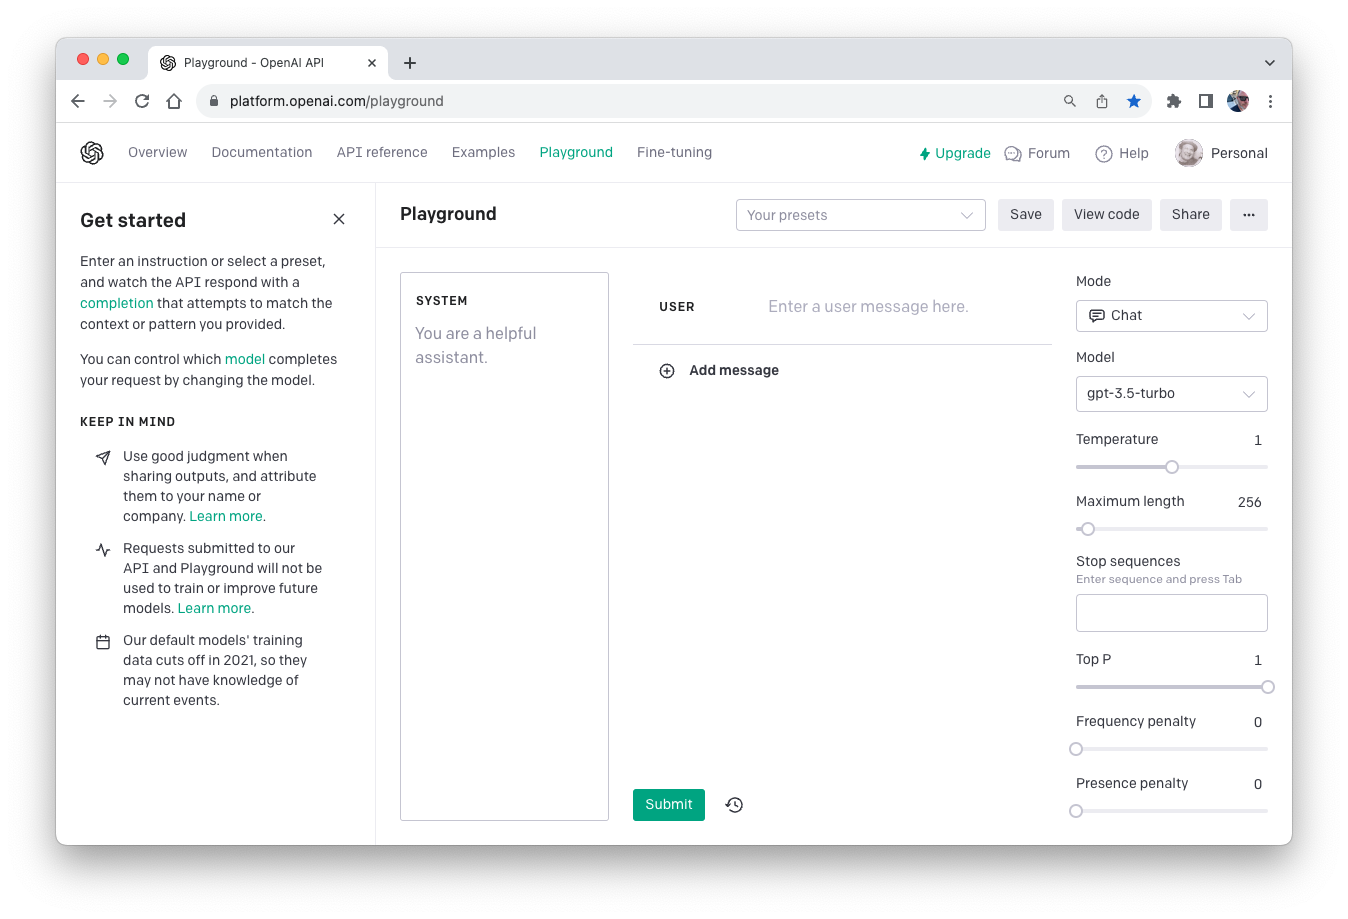 Playground - OpenAI API
platform.openai.com/playground
Overview Documentation API reference Examples Playground Fine-tuning Upgrade Forum Help Personal
Get started
Enter an instruction or select a preset,
and watch the API respond with a
completion that attempts to match the
context or pattern you provided.
You can control which model completes
your request by changing the model.
KEEP IN MIND
Use good judgment when
sharing outputs, and attribute
them to your name or
company. Learn more.
Requests submitted to our
API and Playground will not be
used to train or improve future
models. Learn more.
Our default models' training
data cuts off in 2021, so they
may not have knowledge of
current events.
Playground
Your presets
Save
View code
Share
...
SYSTEM
You are a helpful
assistant.
USER
Enter a user message here.
Add message
Submit
Mode
Chat
Model
gpt-3.5-turbo
Temperature 1
Maximum length 256
Stop sequences
Enter sequence and press Tab
Top P 1
Frequency penalty 0
Presence penalty 0